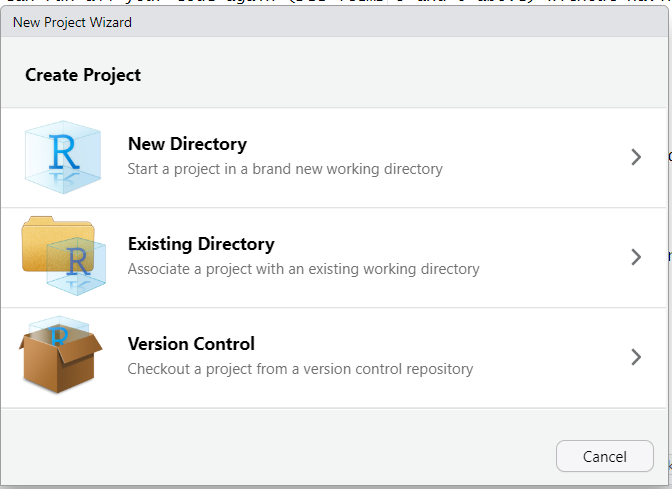 New Project Wizard
Create Project
R
New Directory
Start a project in a brand new working directory
R
Existing Directory
Associate a project with an existing working directory
R
Version Control
Checkout a project from a version control repository
Cancel